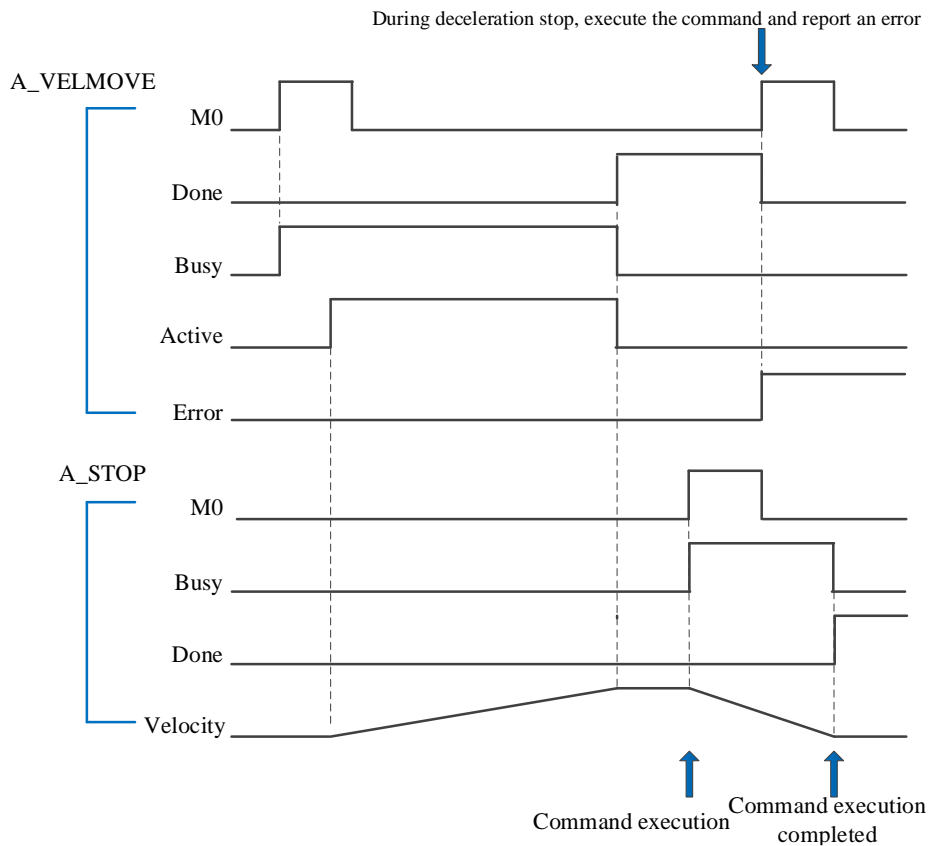 During deceleration stop, execute the command and report an error
A_VELMOVE
M0
Done
Busy
Active
Error
A_STOP
M0
Busy
Done
Velocity
Command execution
Command execution
completed